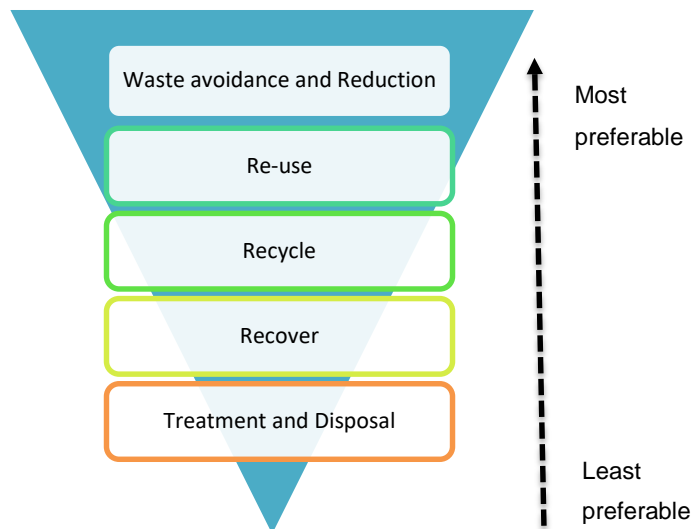 Waste avoidance and Reduction
Most
preferable
Re-use
Recycle
Recover
Treatment and Disposal
Least
preferable